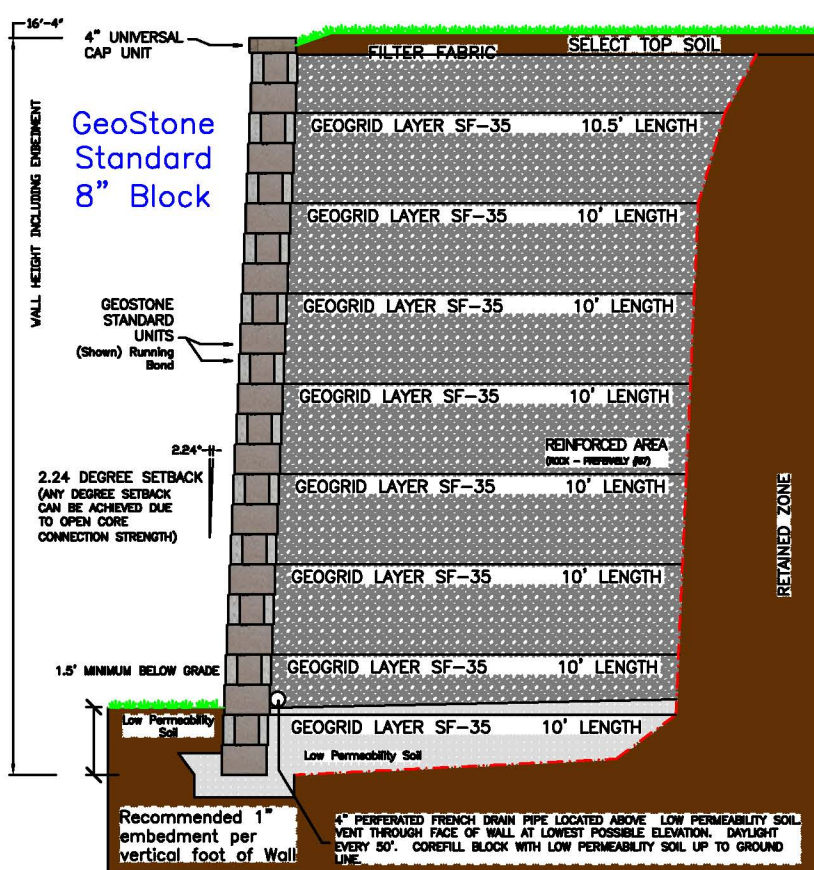 16'-4"
4" UNIVERSAL
CAP UNIT
FILTER FABRIC
SELECT TOP SOIL
WALL HEIGHT INCLUDING EMBEDMENT
GeoStone
Standard
8" Block
GEOGRID LAYER SF-35 10.5' LENGTH
GEOGRID LAYER SF-35 10' LENGTH
GEOGRID LAYER SF-35 10' LENGTH
GEOSTONE
STANDARD
UNITS
(Shown) Running
Bond
GEOGRID LAYER SF-35 10' LENGTH
REINFORCED AREA
(ROCK - PREFERABLY #57)
2.24°
2.24 DEGREE SETBACK
(ANY DEGREE SETBACK
CAN BE ACHIEVED DUE
TO OPEN CORE
CONNECTION STRENGTH)
GEOGRID LAYER SF-35 10' LENGTH
RETAINED ZONE
GEOGRID LAYER SF-35 10' LENGTH
1.5' MINIMUM BELOW GRADE
GEOGRID LAYER SF-35 10' LENGTH
Low Permeability
Soil
GEOGRID LAYER SF-35 10' LENGTH
Low Permeability Soil
Recommended 1"
embedment per
vertical foot of Wall
4" PERFERATED FRENCH DRAIN PIPE LOCATED ABOVE LOW PERMEABILITY SOIL.
VENT THROUGH FACE OF WALL AT LOWEST POSSIBLE ELEVATION. DAYLIGHT
EVERY 50'. COREFILL BLOCK WITH LOW PERMEABILITY SOIL UP TO GROUND
LINE.